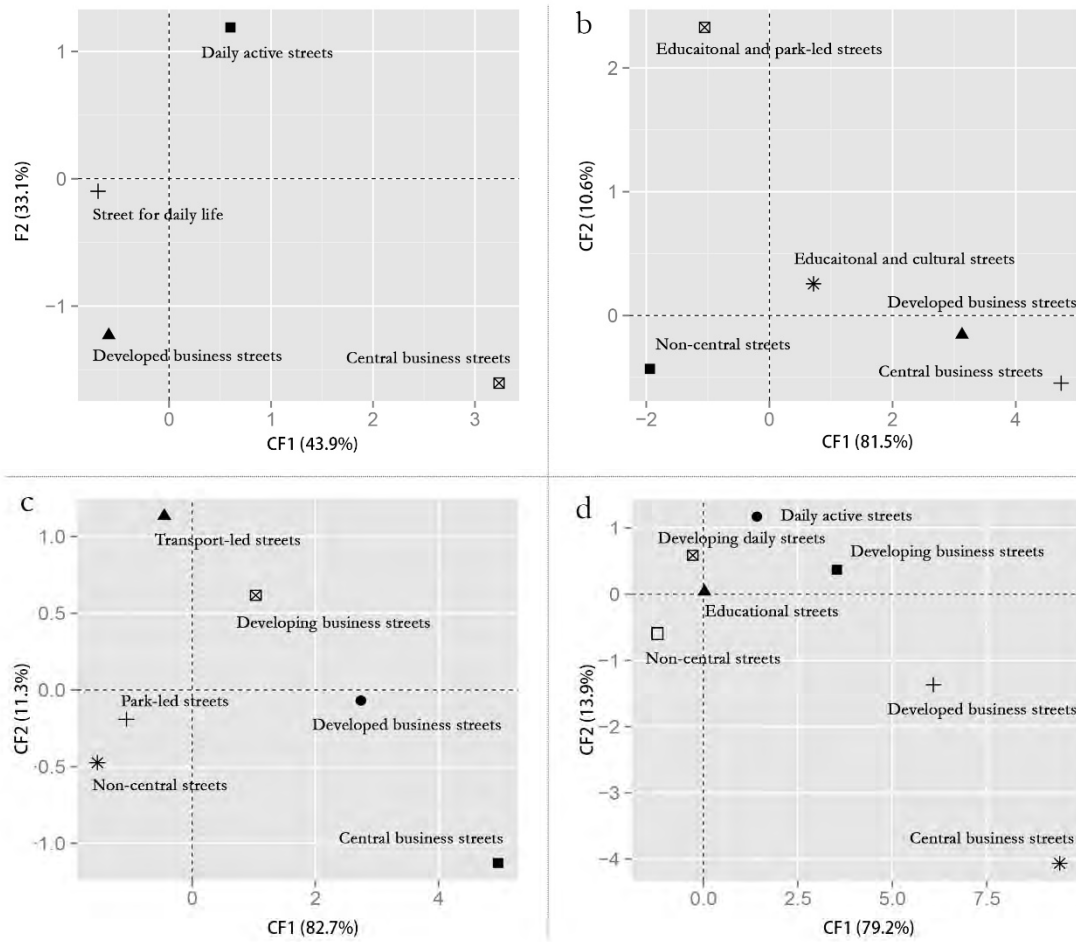 1
Daily active streets
0
Street for daily life
−1
Developed business streets
Central business streets
0
1
2
3
F2 (33.1%)
CF1 (43.9%)
b
Educaitonal and park-led streets
2
Educaitonal and cultural streets
Developed business streets
0
Non-central streets
Central business streets
−2
0
2
4
CF2 (10.6%)
CF1 (81.5%)
c
1.0
Transport-led streets
0.5
Developing business streets
0.0
Park-led streets
Developed business streets
·0.5
Non-central streets
Central business streets
·1.0
0
2
4
CF2 (11.3%)
CF1 (82.7%)
d
Daily active streets
1
Developing daily streets
Developing business streets
0
Educational streets
Non-central streets
−1
Developed business streets
−2
−3
Central business streets
−4
0.0
2.5
5.0
7.5
CF2 (13.9%)
CF1 (79.2%)